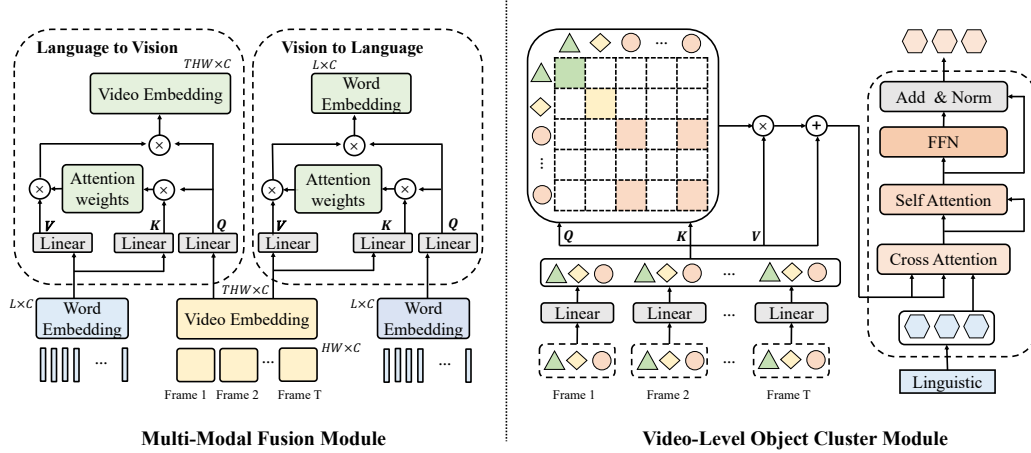 Language to Vision
THW×C
Video Embedding
Attention
weights
V
K
Q
Linear
Linear
Linear
L×C
Word
Embedding
...
Vision to Language
L×C
Word
Embedding
Attention
weights
V
K
Q
Linear
Linear
Linear
THW×C
Video Embedding
HW×C
...
Frame 1
Frame 2
Frame T
L×C
Word
Embedding
...
Multi-Modal Fusion Module
...
...
Q
K
V
...
Linear
Linear
...
Linear
...
Frame 1
Frame 2
Frame T
Add & Norm
FFN
Self Attention
Cross Attention
Linguistic
Video-Level Object Cluster Module